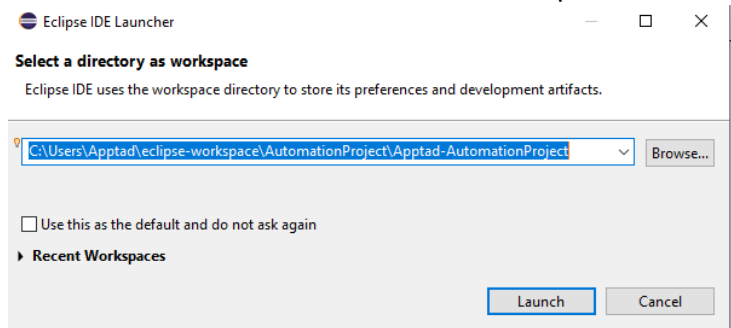 Eclipse IDE Launcher
Select a directory as workspace
Eclipse IDE uses the workspace directory to store its preferences and development artifacts.
C:\Users\Apptad\eclipse-workspace\AutomationProject\Apptad-AutomationProject
Browse...
Use this as the default and do not ask again
Recent Workspaces
Launch
Cancel